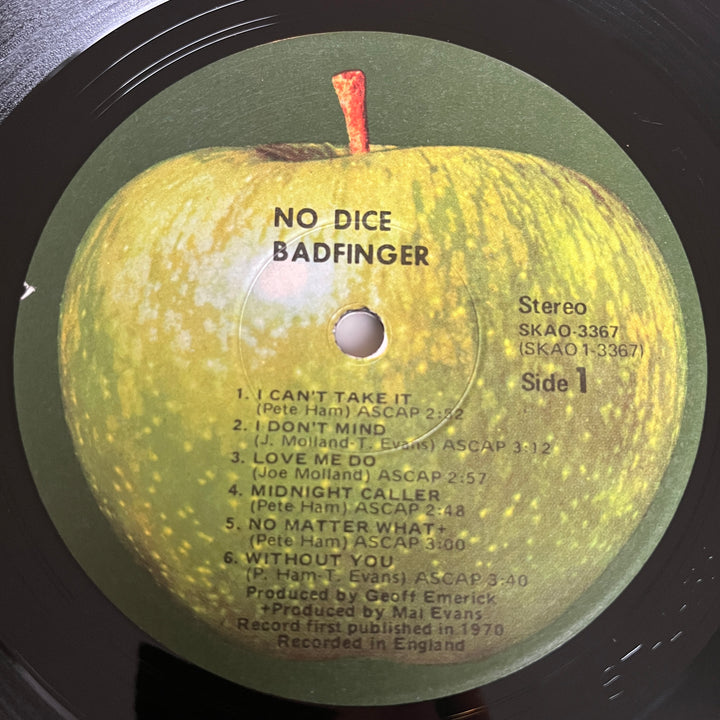 NO DICE
BADFINGER
Stereo
SKAO-3367
(SKAO 1-3367)
Side 1
1. I CAN'T TAKE IT
(Pete Ham) ASCAP 2:52
2. I DON'T MIND
(J. Molland-T. Evans) ASCAP 3:12
3. LOVE ME DO
(Joe Molland) ASCAP 2:57
4. MIDNIGHT CALLER
(Pete Ham) ASCAP 2:48
5. NO MATTER WHAT+
(Pete Ham) ASCAP 3:00
6. WITHOUT YOU
(P. Ham-T. Evans) ASCAP 3:40
Produced by Geoff Emerick
+Produced by Mal Evans
Record first published in 1970
Recorded in England